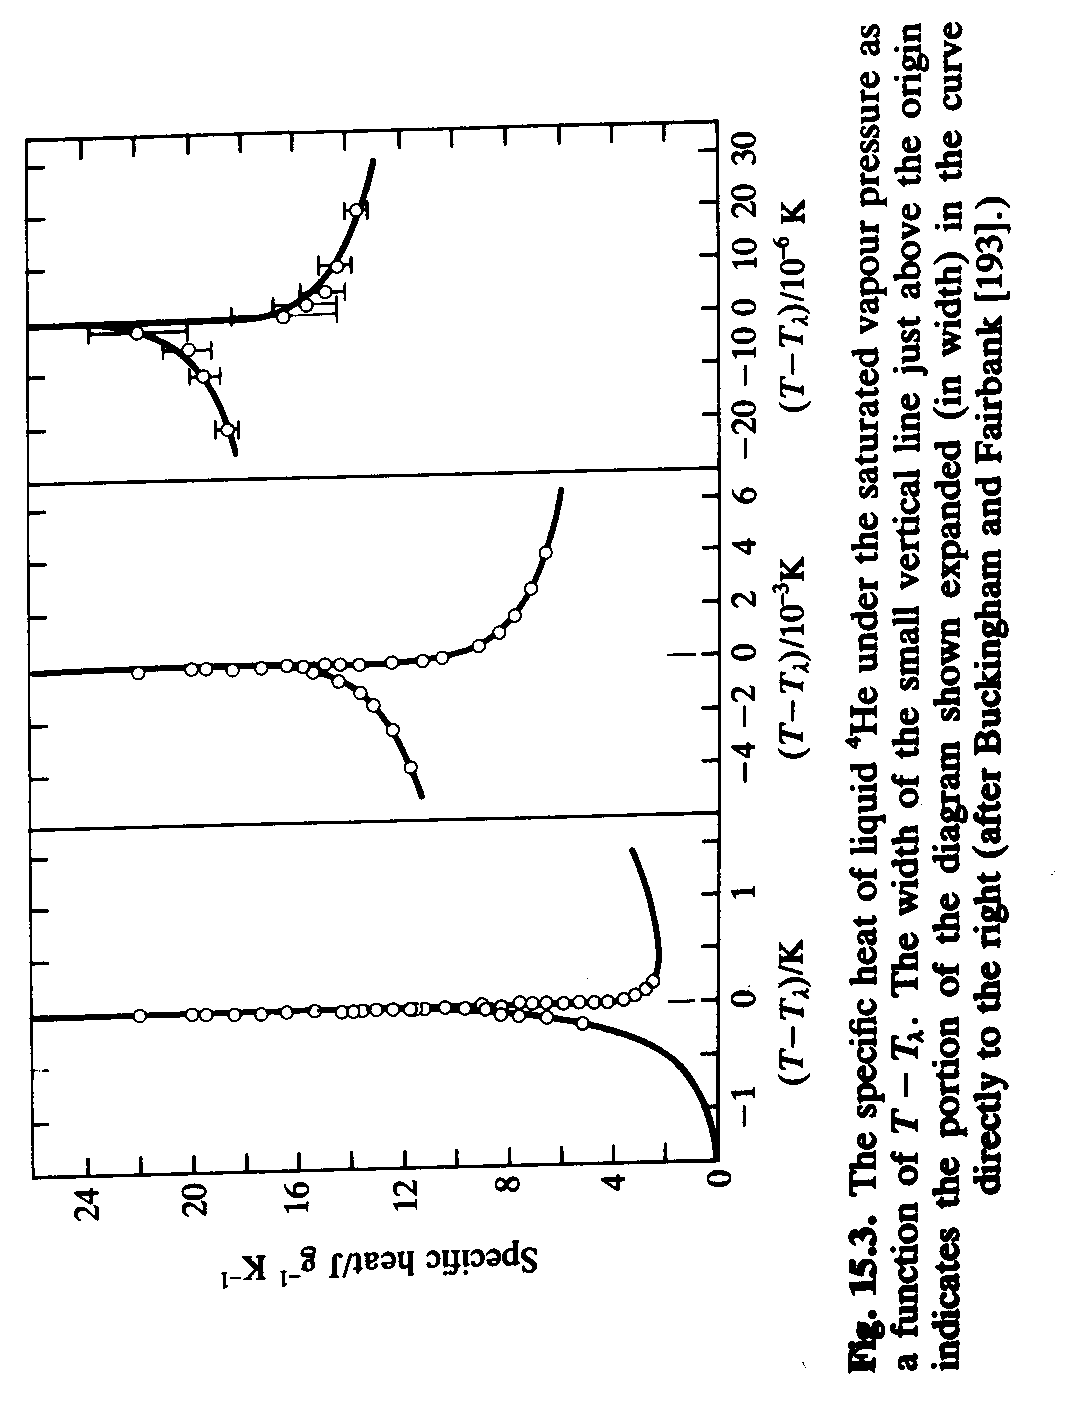 Specific heat/J g⁻¹ K⁻¹
24
20
16
12
8
4
0
−1 0 1
(T−Tλ)/K
−4 −2 0 2 4 6
(T−Tλ)/10⁻³K
−20 −10 0 10 20 30
(T−Tλ)/10⁻⁶ K
Fig. 15.3. The specific heat of liquid ⁴He under the saturated vapour pressure as
a function of T − Tλ. The width of the small vertical line just above the origin
indicates the portion of the diagram shown expanded (in width) in the curve
directly to the right (after Buckingham and Fairbank [193].)